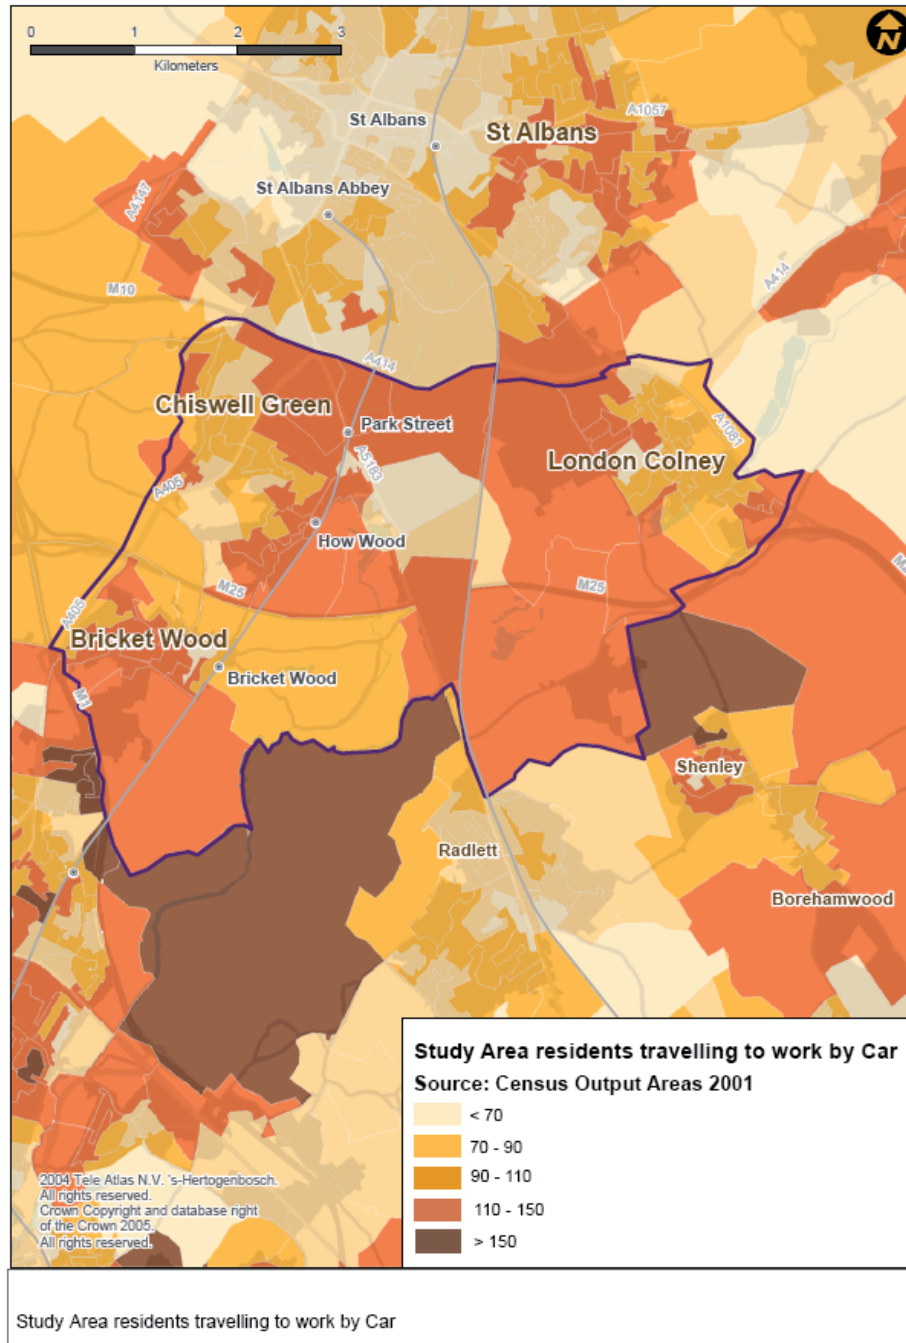 0 1 2 3
Kilometers
N
St Albans
St Albans
A1057
St Albans Abbey
A4147
M10
A414
A414
Chiswell Green
Park Street
A1081
A5183
London Colney
A405
How Wood
M25
M25
A405
Bricket Wood
Bricket Wood
M1
Shenley
Radlett
Borehamwood
Study Area residents travelling to work by Car
Source: Census Output Areas 2001
< 70
70 - 90
90 - 110
110 - 150
> 150
2004 Tele Atlas N.V. 's-Hertogenbosch.
All rights reserved.
Crown Copyright and database right
of the Crown 2005.
All rights reserved.
Study Area residents travelling to work by Car